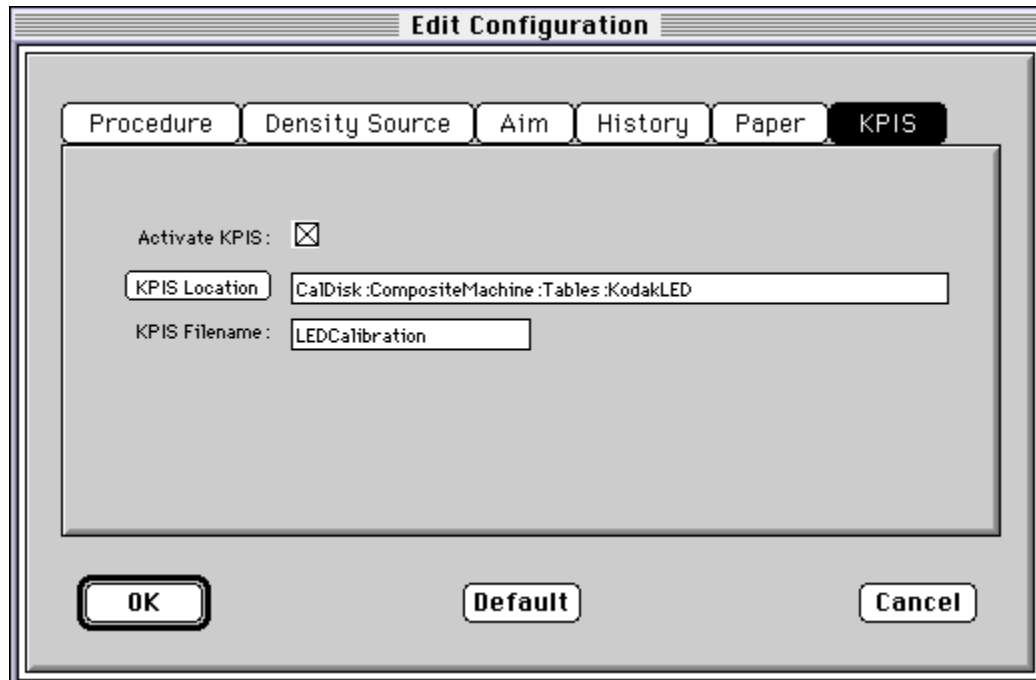 Edit Configuration
Procedure Density Source Aim History Paper KPIS
Activate KPIS:
KPIS Location CalDisk:CompositeMachine:Tables:KodakLED
KPIS Filename: LEDCalibration
OK Default Cancel